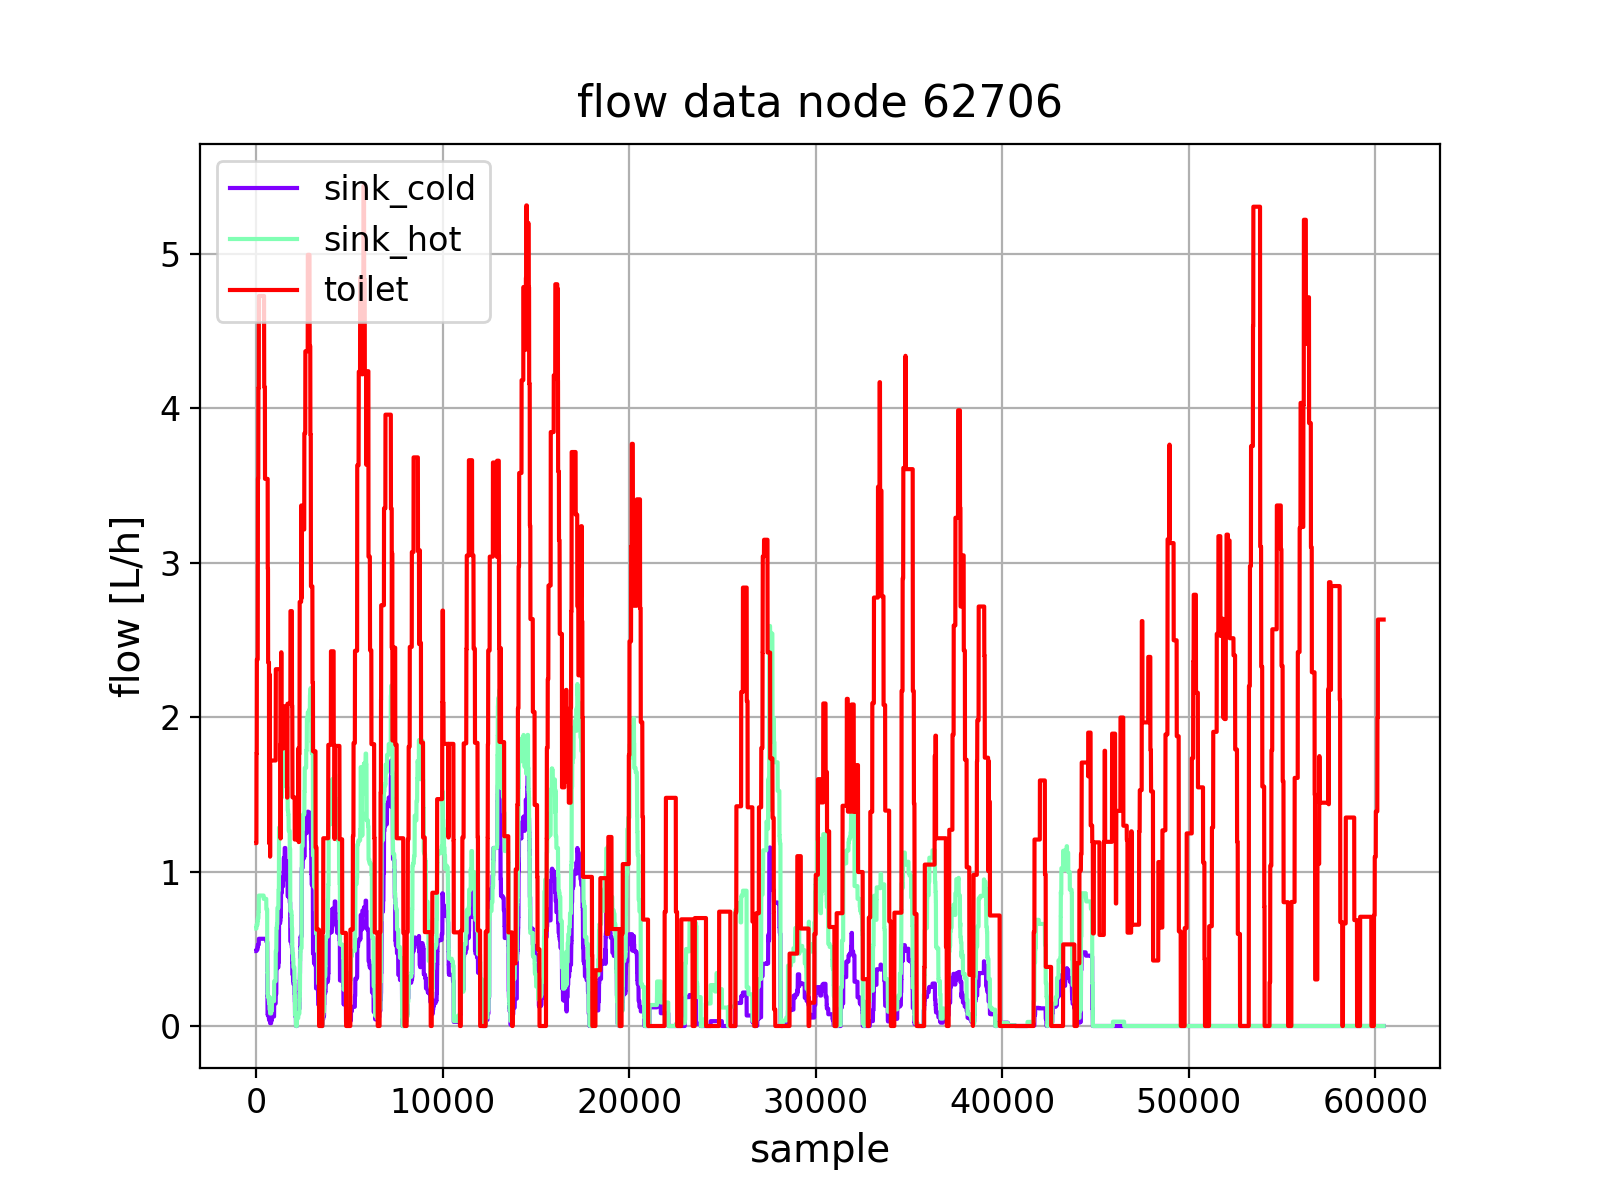 flow data node 62706
sink_cold
sink_hot
toilet
5
4
3
2
1
0
flow [L/h]
0 10000 20000 30000 40000 50000 60000
sample